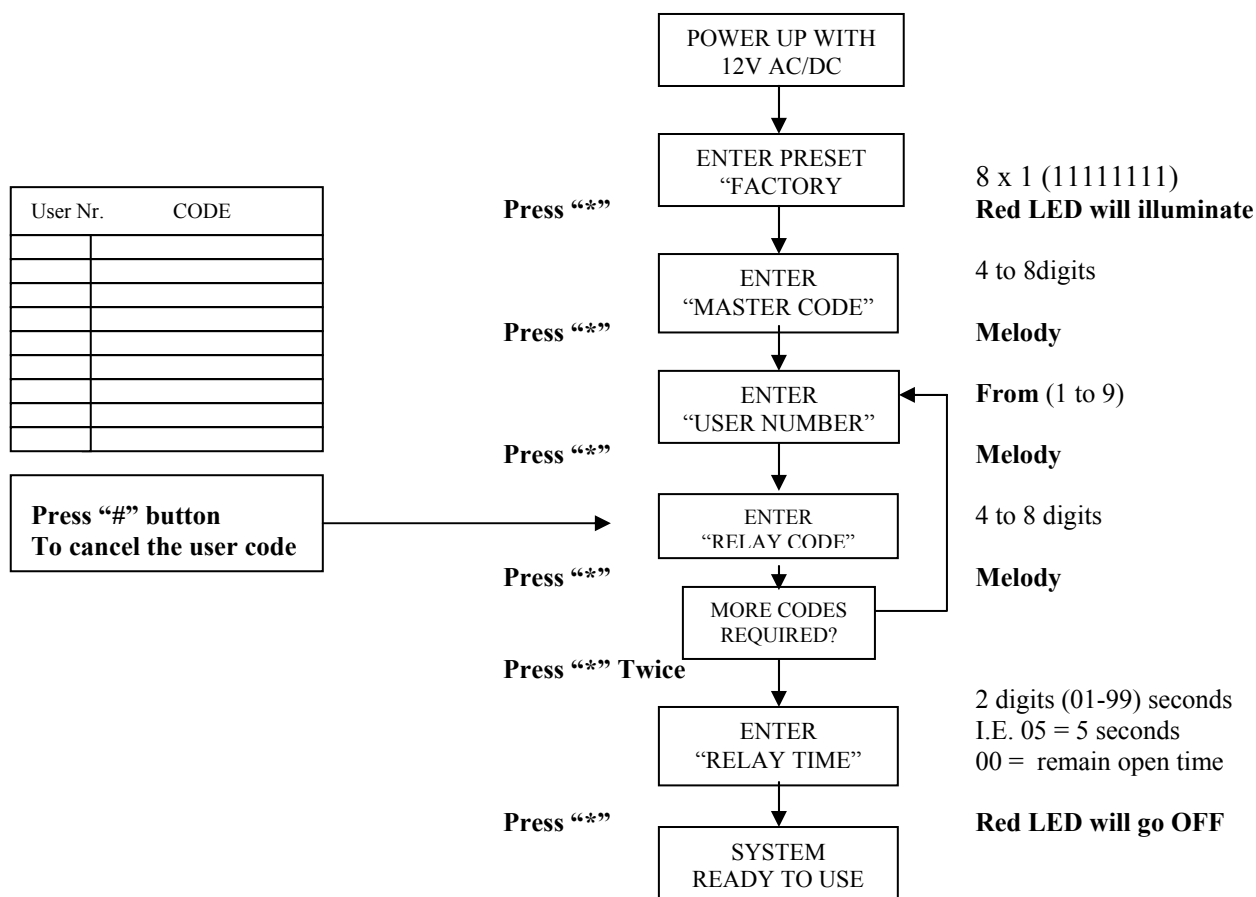 POWER UP WITH
12V AC/DC
ENTER PRESET
“FACTORY
8 x 1 (11111111)
Press “*”
Red LED will illuminate
User Nr. CODE
ENTER
“MASTER CODE”
4 to 8digits
Press “*”
Melody
ENTER
“USER NUMBER”
From (1 to 9)
Press “*”
Melody
Press “#” button
To cancel the user code
ENTER
“RELAY CODE”
4 to 8 digits
Press “*”
Melody
MORE CODES
REQUIRED?
Press “*” Twice
ENTER
“RELAY TIME”
2 digits (01-99) seconds
I.E. 05 = 5 seconds
00 = remain open time
Press “*”
Red LED will go OFF
SYSTEM
READY TO USE